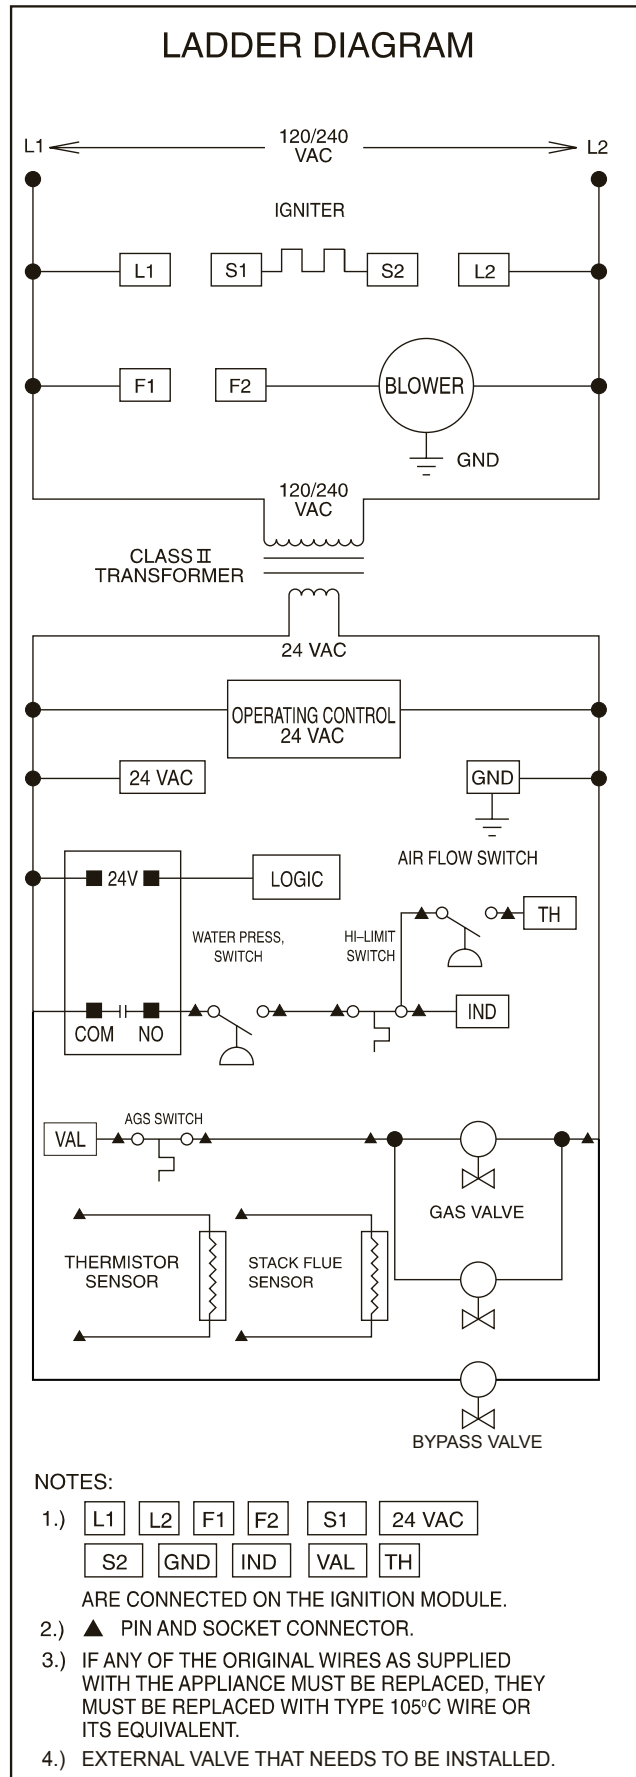 LADDER DIAGRAM
L1
120/240
VAC
L2
IGNITER
L1
S1
S2
L2
F1
F2
BLOWER
GND
120/240
VAC
CLASS II
TRANSFORMER
24 VAC
OPERATING CONTROL
24 VAC
24 VAC
GND
AIR FLOW SWITCH
24V
LOGIC
TH
WATER PRESS,
SWITCH
HI–LIMIT
SWITCH
COM
NO
IND
AGS SWITCH
VAL
GAS VALVE
THERMISTOR
SENSOR
STACK FLUE
SENSOR
BYPASS VALVE
NOTES:
1.) L1 L2 F1 F2 S1 24 VAC
S2 GND IND VAL TH
ARE CONNECTED ON THE IGNITION MODULE.
2.) ▲ PIN AND SOCKET CONNECTOR.
3.) IF ANY OF THE ORIGINAL WIRES AS SUPPLIED
WITH THE APPLIANCE MUST BE REPLACED, THEY
MUST BE REPLACED WITH TYPE 105⁰C WIRE OR
ITS EQUIVALENT.
4.) EXTERNAL VALVE THAT NEEDS TO BE INSTALLED.